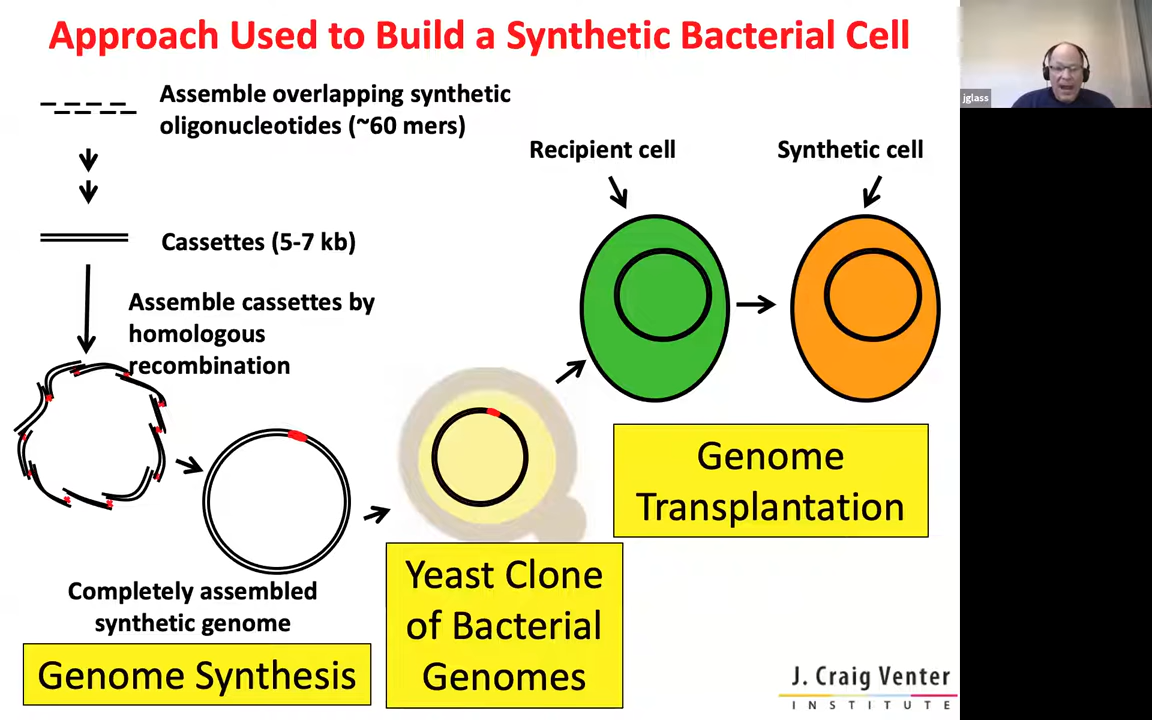 Approach Used to Build a Synthetic Bacterial Cell
jglass
Assemble overlapping synthetic
oligonucleotides (~60 mers)
Recipient cell
Synthetic cell
Cassettes (5-7 kb)
Assemble cassettes by
homologous
recombination
Genome
Transplantation
Completely assembled
synthetic genome
Genome Synthesis
Yeast Clone
of Bacterial
Genomes
J. Craig Venter
INSTITUTE